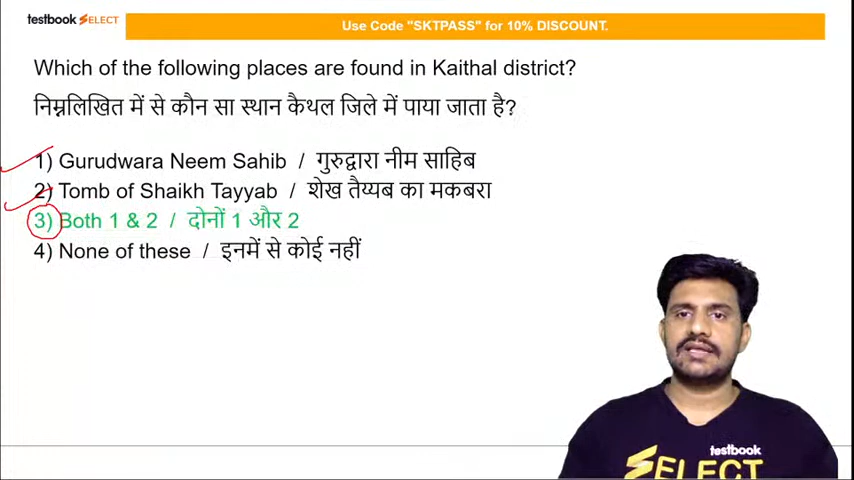 testbook SELECT
Use Code "SKTPASS" for 10% DISCOUNT.
Which of the following places are found in Kaithal district?
निम्नलिखित में से कौन सा स्थान कैथल जिले में पाया जाता है?
1) Gurudwara Neem Sahib / गुरुद्वारा नीम साहिब
2) Tomb of Shaikh Tayyab / शेख तैय्यब का मकबरा
3) Both 1 & 2 / दोनों 1 और 2
4) None of these / इनमें से कोई नहीं
testbook
SELECT